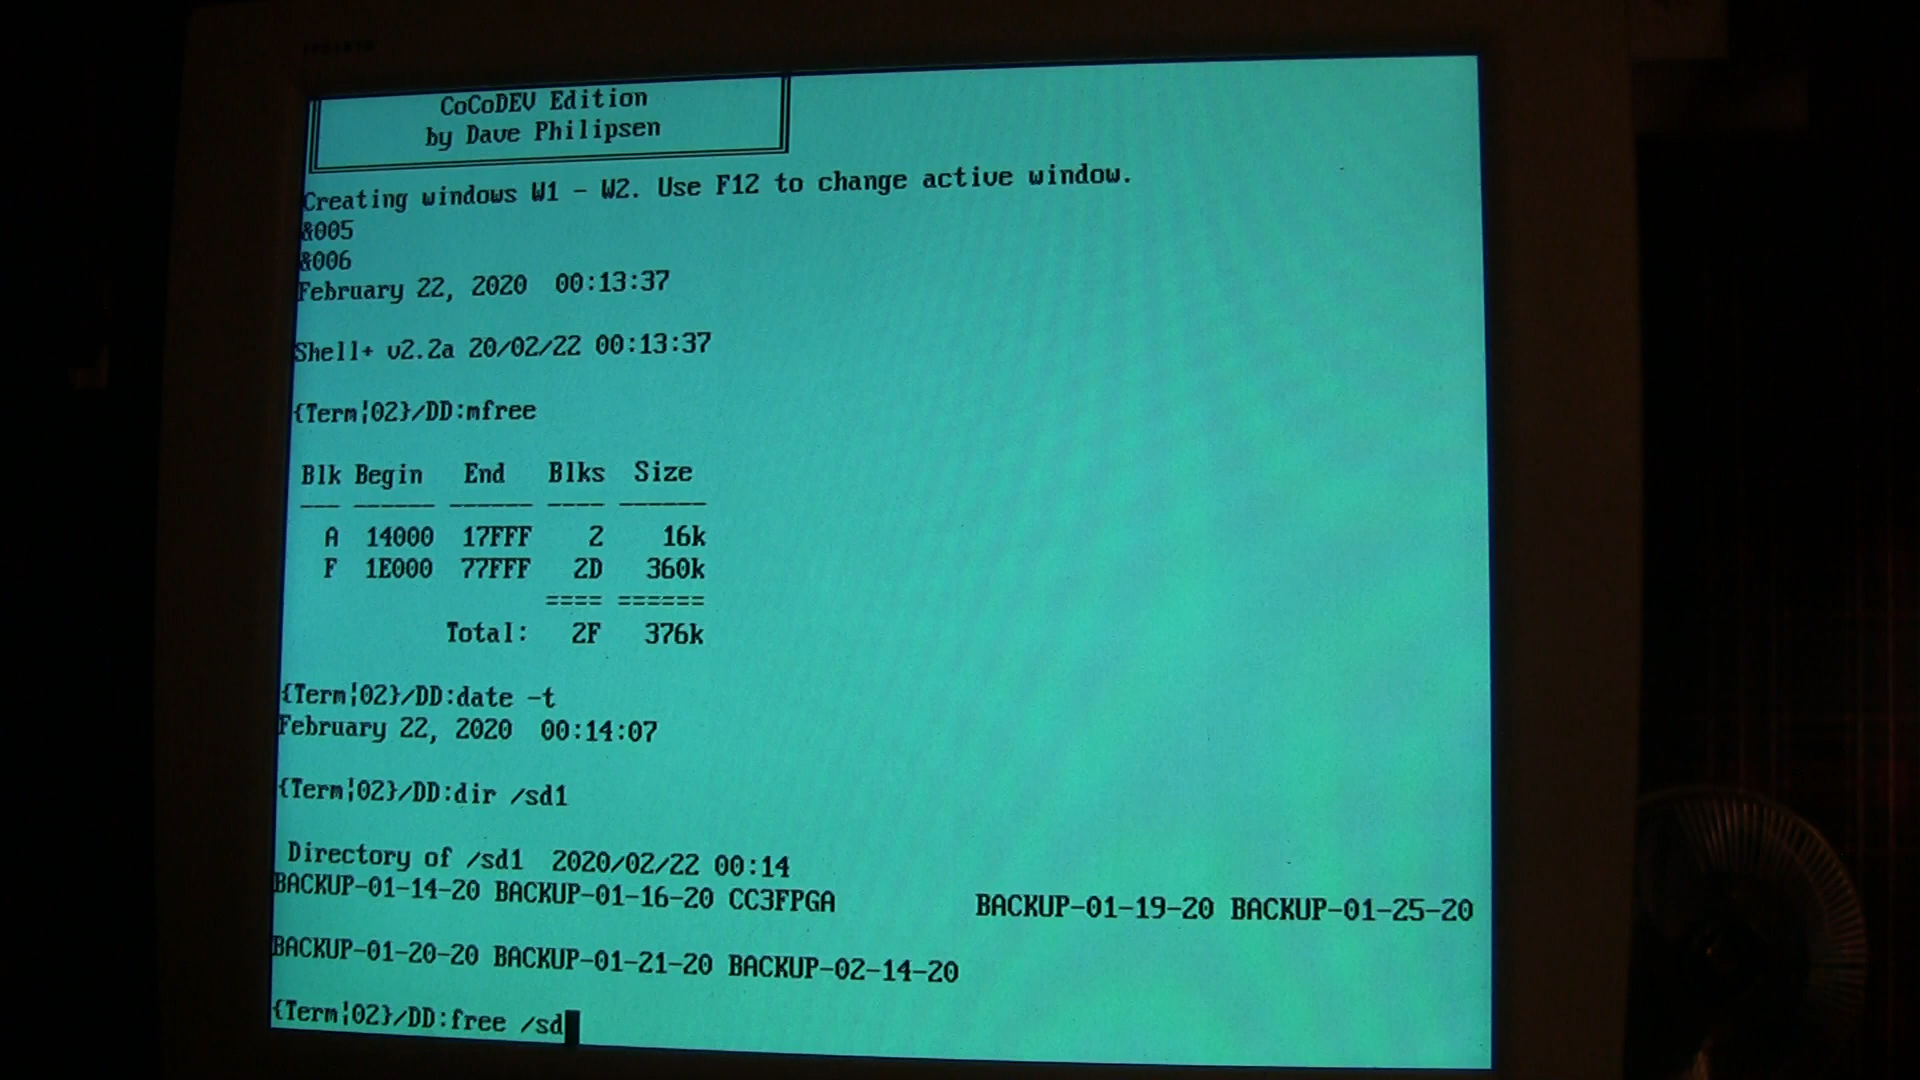 CoCoDEV Edition
by Dave Philipsen
Creating windows W1 - W2. Use F12 to change active window.
&005
&006
February 22, 2020  00:13:37
Shell+ v2.2a 20/02/22 00:13:37
{Term¦02}/DD:mfree
Blk Begin   End   Blks  Size
--- ------ ------ ---- ------
A  14000  17FFF    2    16k
F  1E000  77FFF   2D   360k
==== ======
Total:   2F   376k
{Term¦02}/DD:date -t
February 22, 2020  00:14:07
{Term¦02}/DD:dir /sd1
Directory of /sd1  2020/02/22 00:14
BACKUP-01-14-20 BACKUP-01-16-20 CC3FPGA         BACKUP-01-19-20 BACKUP-01-25-20
BACKUP-01-20-20 BACKUP-01-21-20 BACKUP-02-14-20
{Term¦02}/DD:free /sd